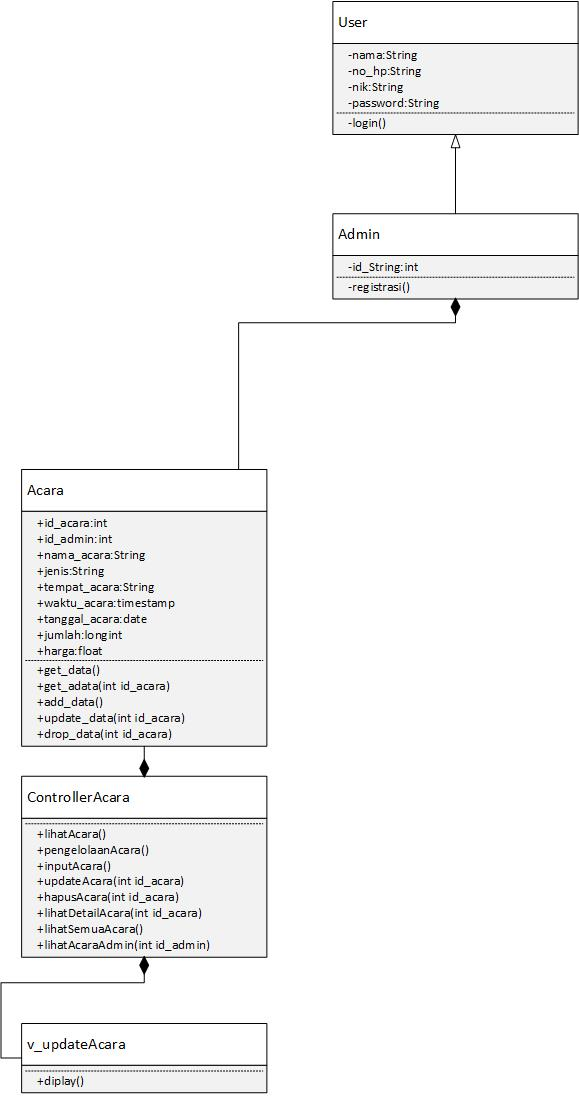 User
-nama:String
-no_hp:String
-nik:String
-password:String
-login()
Admin
-id_String:int
-registrasi()
Acara
+id_acara:int
+id_admin:int
+nama_acara:String
+jenis:String
+tempat_acara:String
+waktu_acara:timestamp
+tanggal_acara:date
+jumlah:longint
+harga:float
+get_data()
+get_adata(int id_acara)
+add_data()
+update_data(int id_acara)
+drop_data(int id_acara)
ControllerAcara
+lihatAcara()
+pengelolaanAcara()
+inputAcara()
+updateAcara(int id_acara)
+hapusAcara(int id_acara)
+lihatDetailAcara(int id_acara)
+lihatSemuaAcara()
+lihatAcaraAdmin(int id_admin)
v_updateAcara
+diplay()